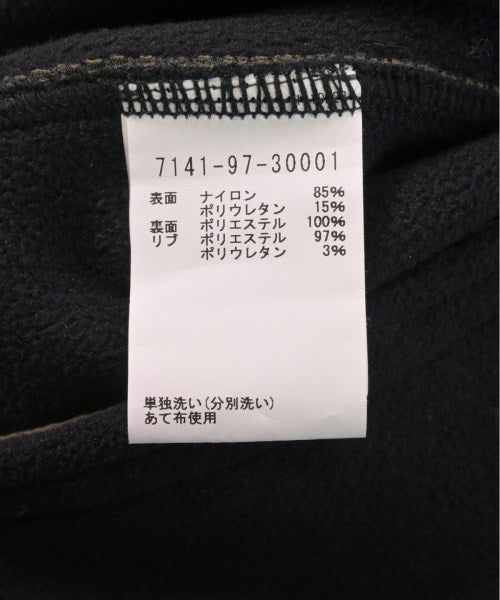 7141-97-30001
表面 ナイロン 85%
ポリウレタン 15%
裏面 ポリエステル 100%
リブ ポリエステル 97%
ポリウレタン 3%
単独洗い(分別洗い)
あて布使用